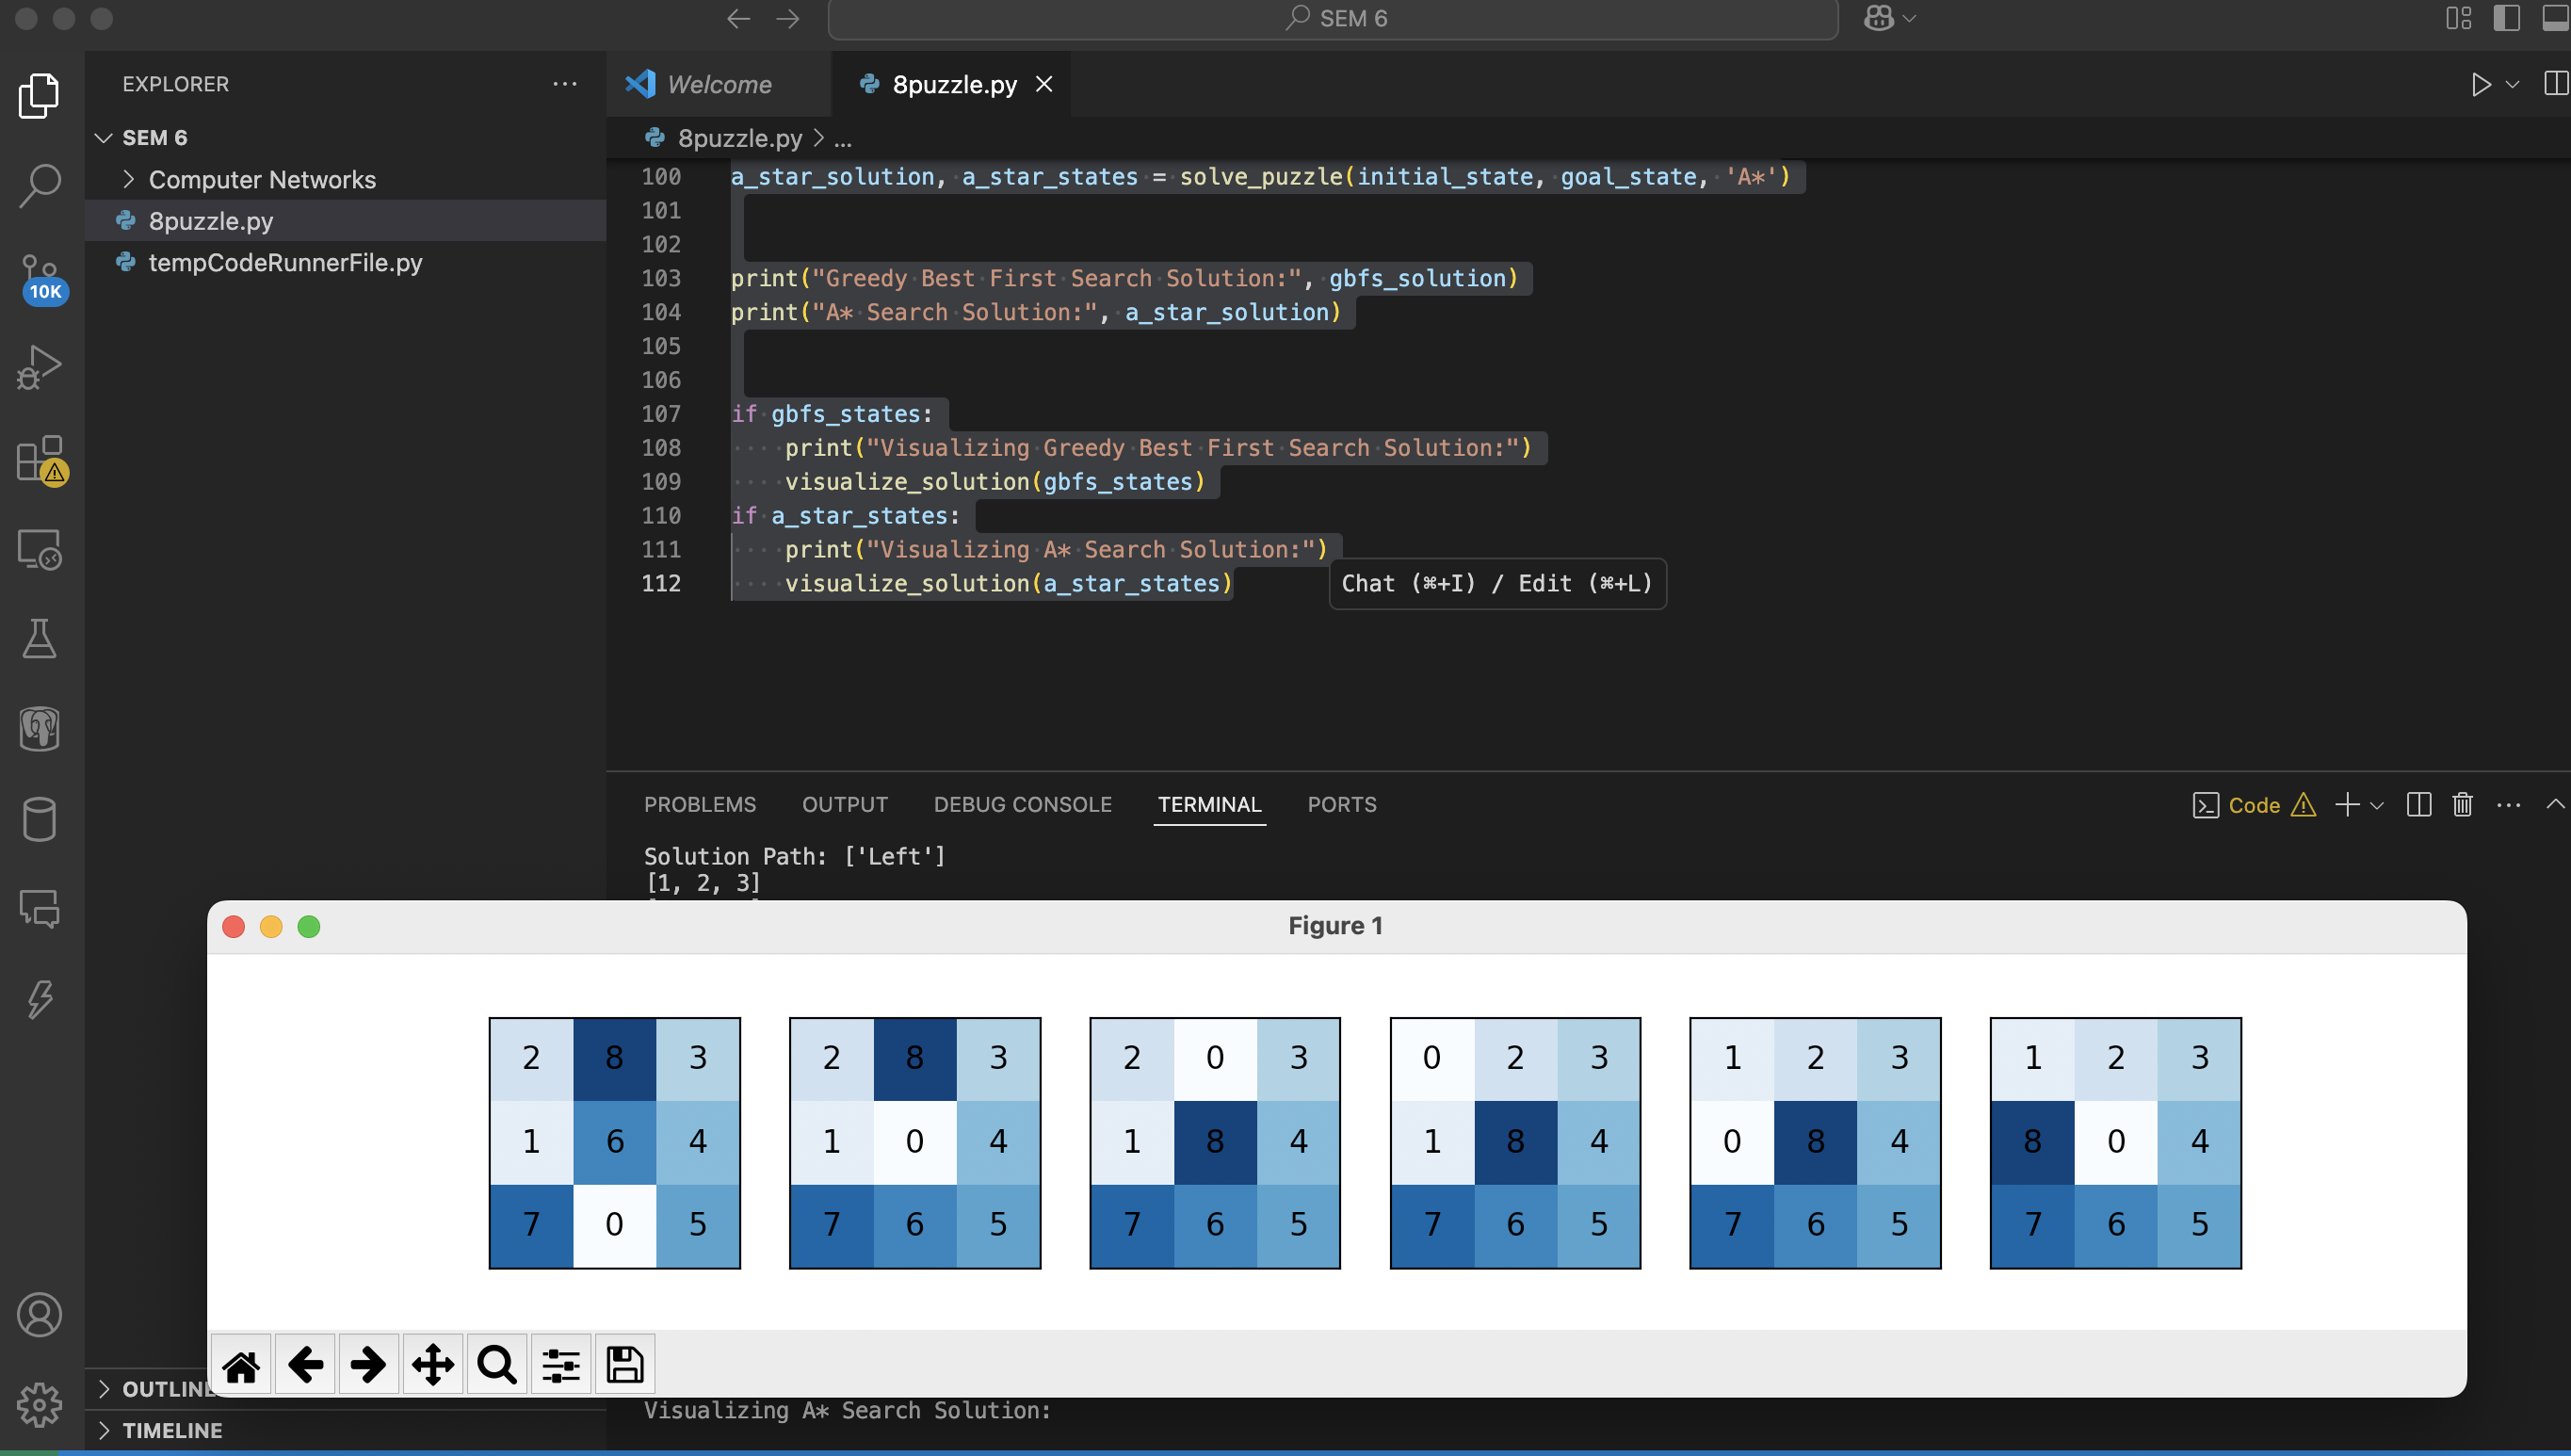 SEM 6
EXPLORER
SEM 6
Computer Networks
8puzzle.py
tempCodeRunnerFile.py
10K
Welcome
8puzzle.py
8puzzle.py > ...
100 a_star_solution, a_star_states = solve_puzzle(initial_state, goal_state, 'A*')
101
102
103 print("Greedy Best First Search Solution:", gbfs_solution)
104 print("A* Search Solution:", a_star_solution)
105
106
107 if gbfs_states:
108 print("Visualizing Greedy Best First Search Solution:")
109 visualize_solution(gbfs_states)
110 if a_star_states:
111 print("Visualizing A* Search Solution:")
112 visualize_solution(a_star_states)
Chat (⌘+I) / Edit (⌘+L)
PROBLEMS OUTPUT DEBUG CONSOLE TERMINAL PORTS
Code
Solution Path: ['Left']
[1, 2, 3]
Figure 1
2 8 3 2 8 3 2 0 3 0 2 3 1 2 3 1 2 3
1 6 4 1 0 4 1 8 4 1 8 4 0 8 4 8 0 4
7 0 5 7 6 5 7 6 5 7 6 5 7 6 5 7 6 5
OUTLINE
TIMELINE
Visualizing A* Search Solution: